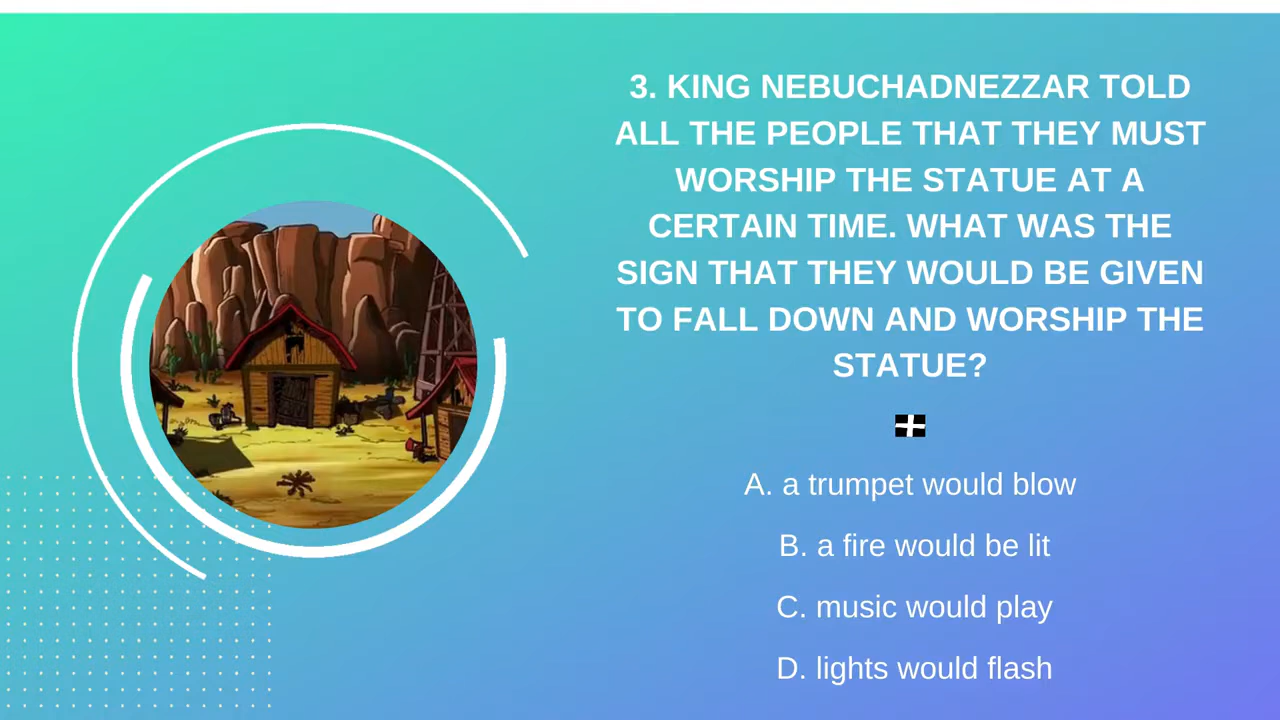 3. KING NEBUCHADNEZZAR TOLD
ALL THE PEOPLE THAT THEY MUST
WORSHIP THE STATUE AT A
CERTAIN TIME. WHAT WAS THE
SIGN THAT THEY WOULD BE GIVEN
TO FALL DOWN AND WORSHIP THE
STATUE?
A. a trumpet would blow
B. a fire would be lit
C. music would play
D. lights would flash